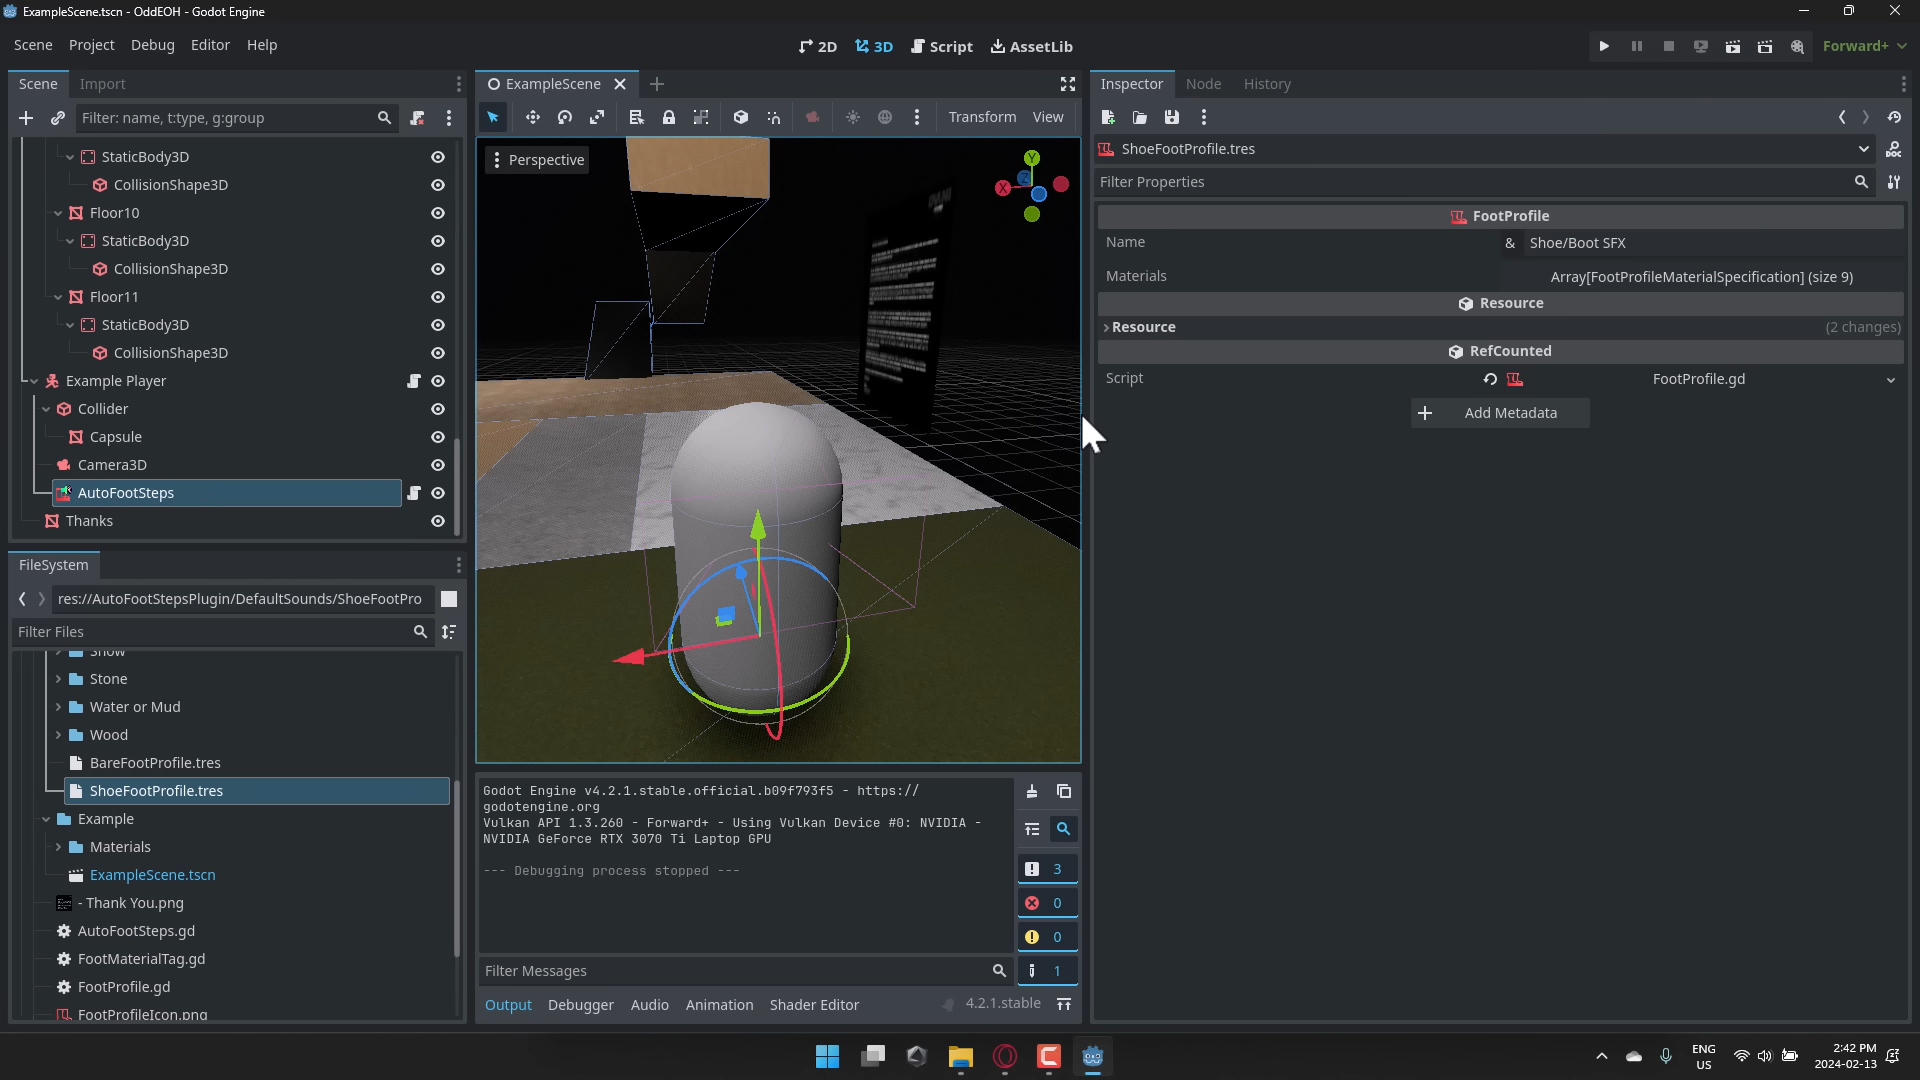 ExampleScene.tscn - OddEOH - Godot Engine
Scene Project Debug Editor Help
2D 3D Script AssetLib
Forward+
Scene Import
Filter: name, t:type, g:group
StaticBody3D
CollisionShape3D
Floor10
StaticBody3D
CollisionShape3D
Floor11
StaticBody3D
CollisionShape3D
Example Player
Collider
Capsule
Camera3D
AutoFootSteps
Thanks
FileSystem
res://AutoFootStepsPlugin/DefaultSounds/ShoeFootPro
Filter Files
Snow
Stone
Water or Mud
Wood
BareFootProfile.tres
ShoeFootProfile.tres
Example
Materials
ExampleScene.tscn
- Thank You.png
AutoFootSteps.gd
FootMaterialTag.gd
FootProfile.gd
FootProfileIcon.png
ExampleScene
Transform View
Perspective
Y
X
Z
Godot Engine v4.2.1.stable.official.b09f793f5 - https://
godotengine.org
Vulkan API 1.3.260 - Forward+ - Using Vulkan Device #0: NVIDIA -
NVIDIA GeForce RTX 3070 Ti Laptop GPU
--- Debugging process stopped ---
3
0
0
1
Filter Messages
Output Debugger Audio Animation Shader Editor
4.2.1.stable
Inspector Node History
ShoeFootProfile.tres
Filter Properties
FootProfile
Name & Shoe/Boot SFX
Materials Array[FootProfileMaterialSpecification] (size 9)
Resource
Resource (2 changes)
RefCounted
Script FootProfile.gd
Add Metadata
ENG
US
2:42 PM
2024-02-13